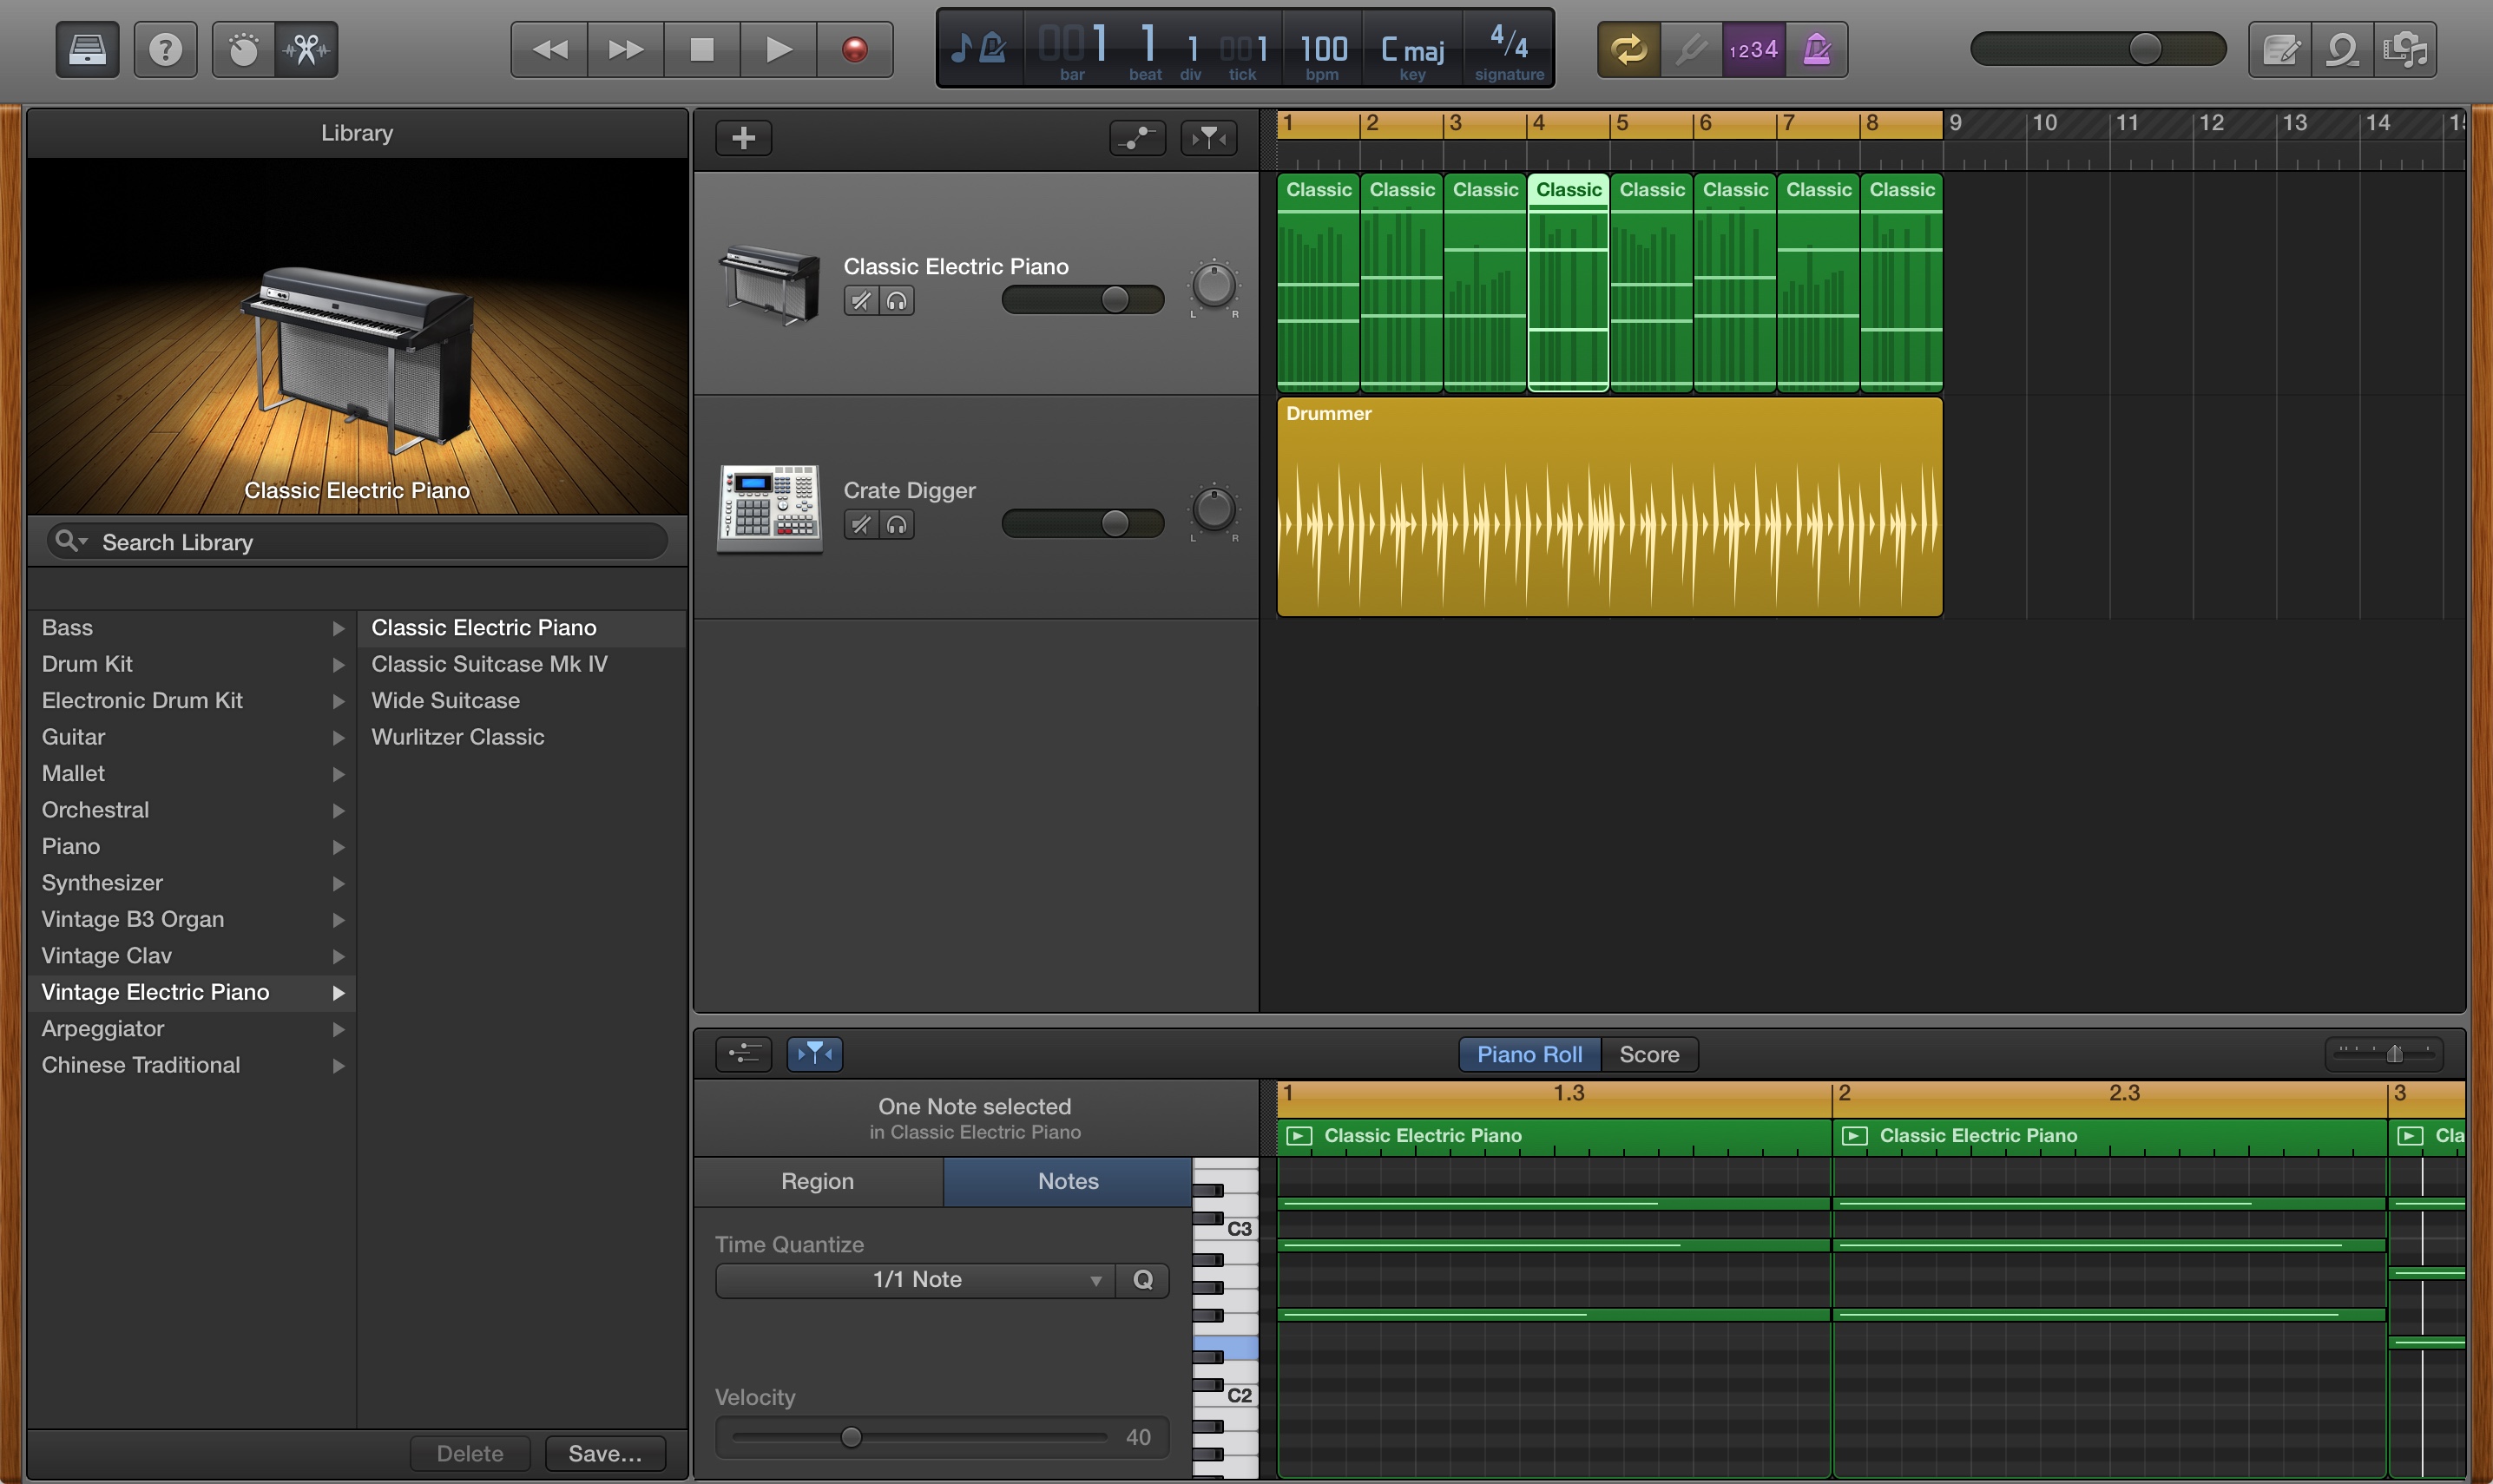 001 1 1 001 100 C maj 4/4
bar beat div tick bpm key signature
1234
Library
Classic Electric Piano
Search Library
Bass
Drum Kit
Electronic Drum Kit
Guitar
Mallet
Orchestral
Piano
Synthesizer
Vintage B3 Organ
Vintage Clav
Vintage Electric Piano
Arpeggiator
Chinese Traditional
Classic Electric Piano
Classic Suitcase Mk IV
Wide Suitcase
Wurlitzer Classic
Delete Save...
1 2 3 4 5 6 7 8 9 10 11 12 13 14
Classic Electric Piano
L R
Classic Classic Classic Classic Classic Classic Classic Classic
Crate Digger
L R
Drummer
Piano Roll Score
One Note selected
in Classic Electric Piano
Region Notes
Time Quantize
1/1 Note Q
Velocity
40
1 1.3 2 2.3 3
Classic Electric Piano Classic Electric Piano Cla
C3
C2